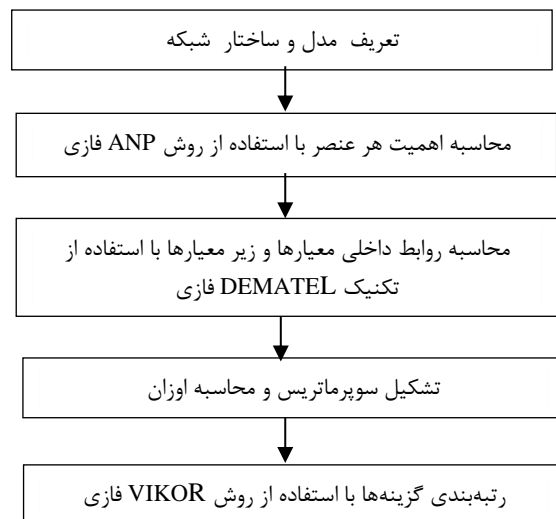 تعریف مدل و ساختار شبکه
محاسبه اهمیت هر عنصر با استفاده از روش ANP فازی
محاسبه روابط داخلی معیارها و زیر معیارها با استفاده از
تکنیک DEMATEL فازی
تشکیل سوپرماتریس و محاسبه اوزان
رتبه‌بندی گزینه‌ها با استفاده از روش VIKOR فازی